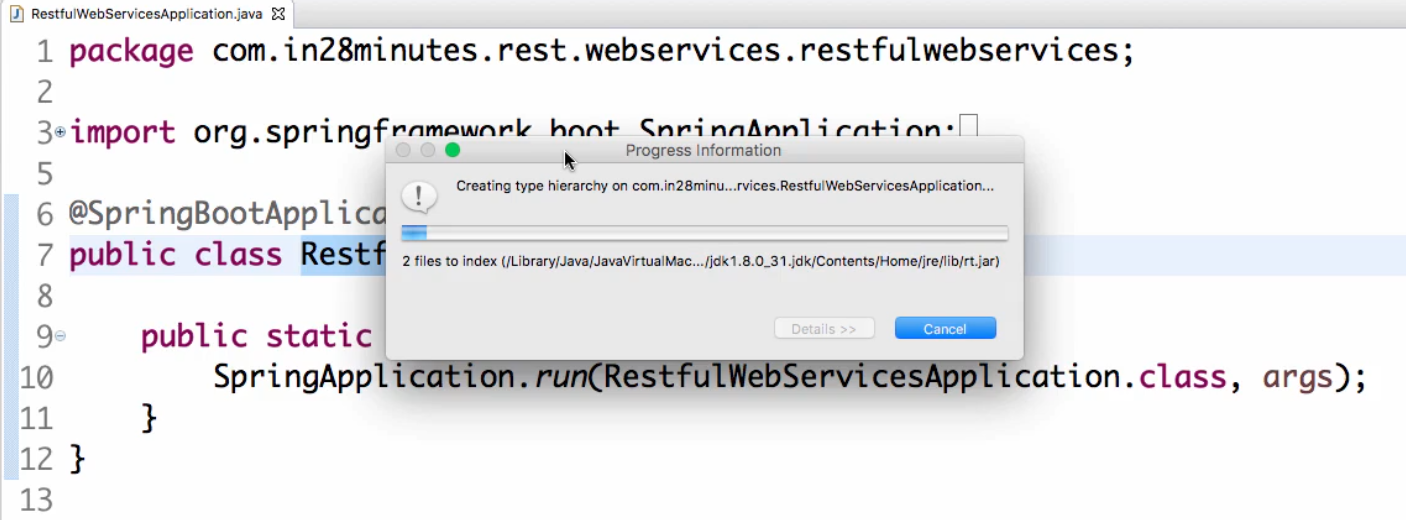 RestfulWebServicesApplication.java
1 package com.in28minutes.rest.webservices.restfulwebservices;
2
3 import org.springframework.boot.SpringApplication;
Progress Information
Creating type hierarchy on com.in28minu...rvices.RestfulWebServicesApplication...
5
6 @SpringBootApplica
7 public class Restf
2 files to index (/Library/Java/JavaVirtualMac.../jdk1.8.0_31.jdk/Contents/Home/jre/lib/rt.jar)
8
9 public static
Details >> Cancel
10 SpringApplication.run(RestfulWebServicesApplication.class, args);
11 }
12 }
13